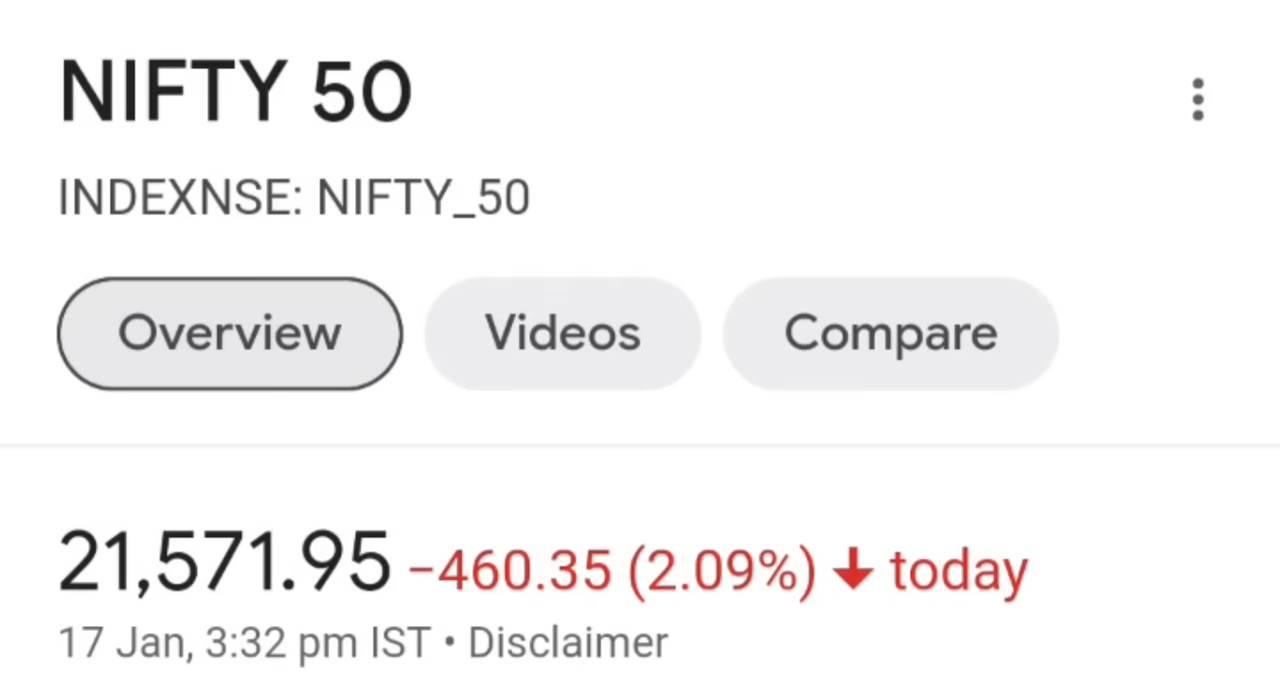 NIFTY 50
INDEXNSE: NIFTY_50
Overview Videos Compare
21,571.95 −460.35 (2.09%) ↓ today
17 Jan, 3:32 pm IST • Disclaimer